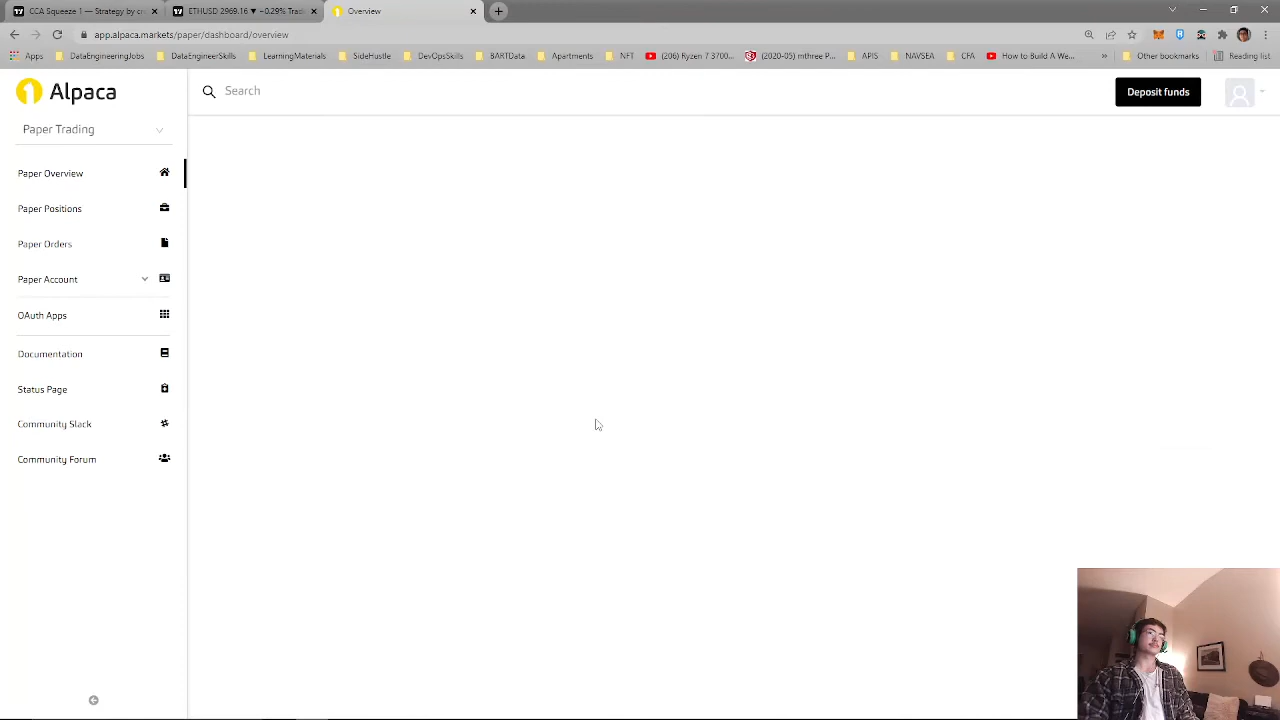 CCA Squeeze 1 — Strategy by cr
ETHUSD 2969.16 ▼ −0.29% Tradi
Overview
app.alpaca.markets/paper/dashboard/overview
DataEngineeringJobs
DataEngineerSkills
LearningMaterials
SideHustle
DevOpsSkills
BARTData
Apartments
NFT
(206) Ryzen 7 3700...
(2020-05) mthree P...
APIS
NAVSEA
CFA
How to Build A We...
»
Other bookmarks
Reading list
Alpaca
Search
Deposit funds
Paper Trading
Paper Overview
Paper Positions
Paper Orders
Paper Account
OAuth Apps
Documentation
Status Page
Community Slack
Community Forum